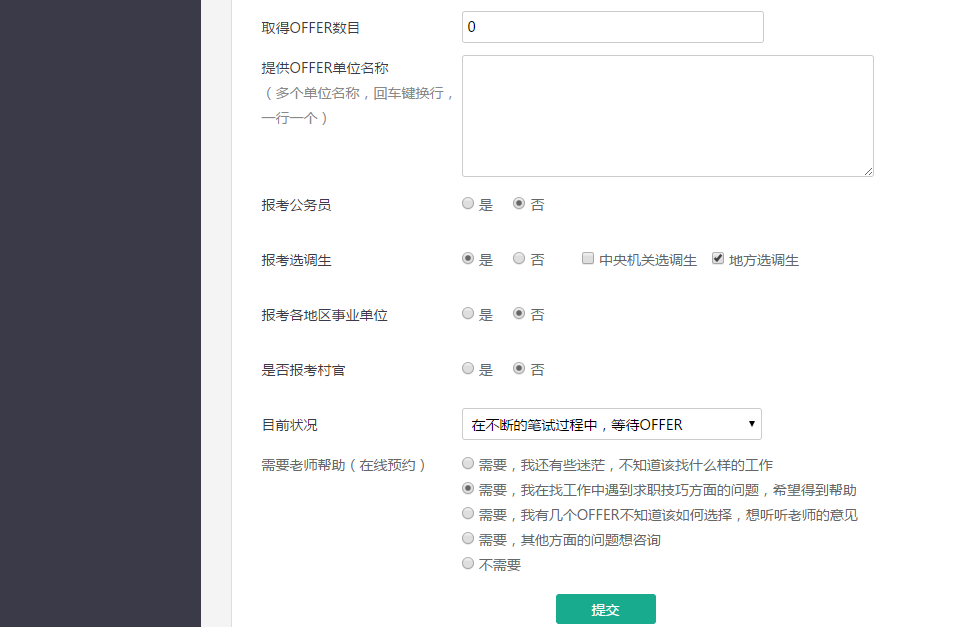 取得OFFER数目 0
提供OFFER单位名称
（多个单位名称，回车键换行，
一行一个）
报考公务员 是 否
报考选调生 是 否 中央机关选调生 地方选调生
报考各地区事业单位 是 否
是否报考村官 是 否
目前状况 在不断的笔试过程中，等待OFFER
需要老师帮助（在线预约） 需要，我还有些迷茫，不知道该找什么样的工作
需要，我在找工作中遇到求职技巧方面的问题，希望得到帮助
需要，我有几个OFFER不知道该如何选择，想听听老师的意见
需要，其他方面的问题想咨询
不需要
提交